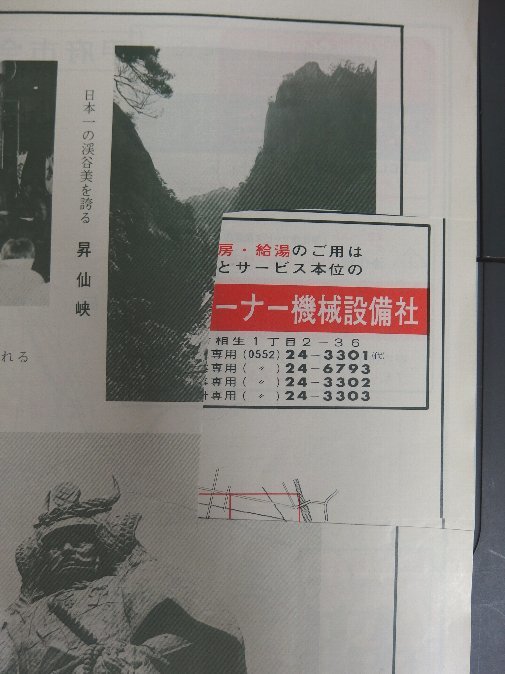 日本一の渓谷美を誇る 昇仙峡
れる
房・給湯のご用は
とサービス本位の
ーナー機械設備社
相生1丁目2-36
専用(0552)24-3301(代)
専用( 〃 )24-6793
専用( 〃 )24-3302
専用( 〃 )24-3303